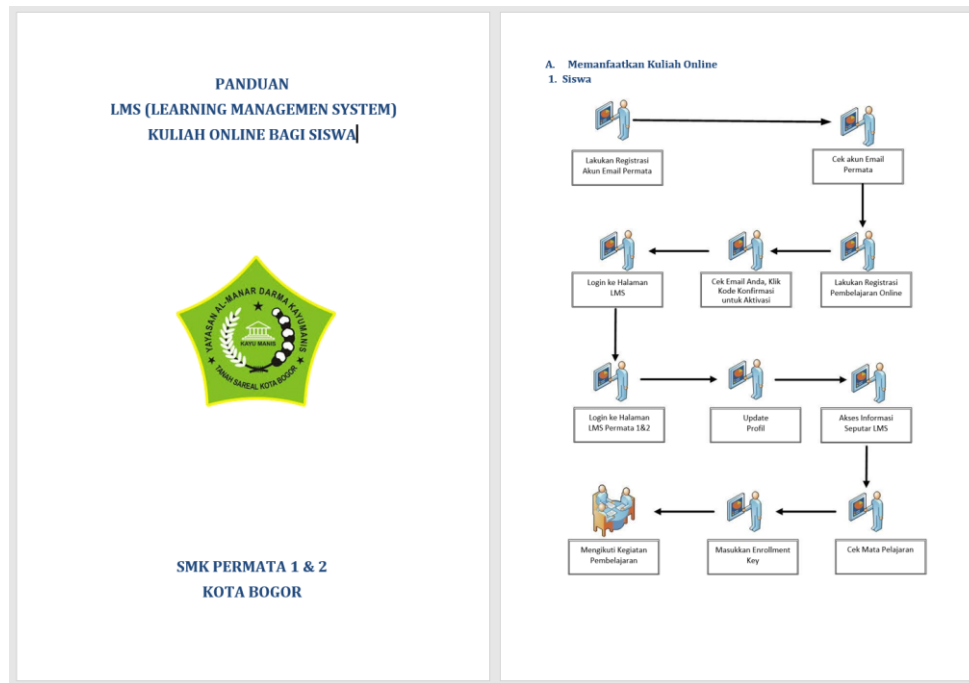 PANDUAN
LMS (LEARNING MANAGEMEN SYSTEM)
KULIAH ONLINE BAGI SISWA
YAYASAN AL-MANAR DARMA KAYUMANIS
KAYU MANIS
TANAH SAREAL KOTA BOGOR
SMK PERMATA 1 & 2
KOTA BOGOR
A. Memanfaatkan Kuliah Online
1. Siswa
Lakukan Registrasi
Akun Email Permata
Cek akun Email
Permata
Lakukan Registrasi
Pembelajaran Online
Cek Email Anda, Klik
Kode Konfirmasi
untuk Aktivasi
Login ke Halaman
LMS
Login ke Halaman
LMS Permata 1&2
Update
Profil
Akses Informasi
Seputar LMS
Cek Mata Pelajaran
Masukkan Enrollment
Key
Mengikuti Kegiatan
Pembelajaran